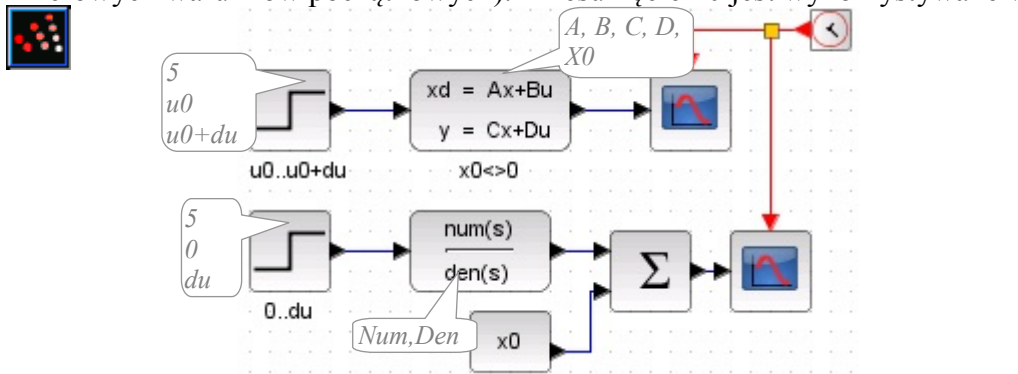 A, B, C, D,
X0
5
u0
u0+du
xd = Ax+Bu
y = Cx+Du
u0..u0+du
x0<>0
5
0
du
num(s)
den(s)
Σ
0..du
Num,Den
x0